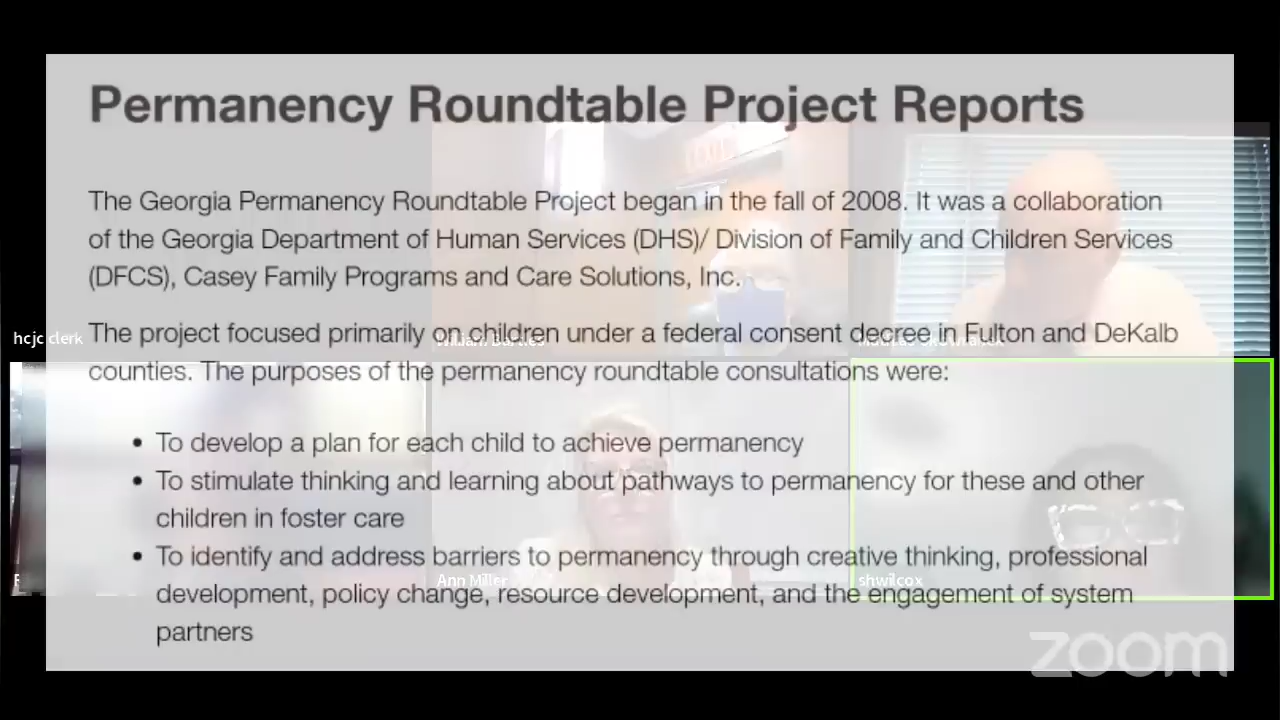 Permanency Roundtable Project Reports
The Georgia Permanency Roundtable Project began in the fall of 2008. It was a collaboration
of the Georgia Department of Human Services (DHS)/ Division of Family and Children Services
(DFCS), Casey Family Programs and Care Solutions, Inc.
hcjc clerk
The project focused primarily on children under a federal consent decree in Fulton and DeKalb
counties. The purposes of the permanency roundtable consultations were:
• To develop a plan for each child to achieve permanency
• To stimulate thinking and learning about pathways to permanency for these and other
children in foster care
• To identify and address barriers to permanency through creative thinking, professional
Ann Miller
shwilcox
development, policy change, resource development, and the engagement of system
partners
zoom